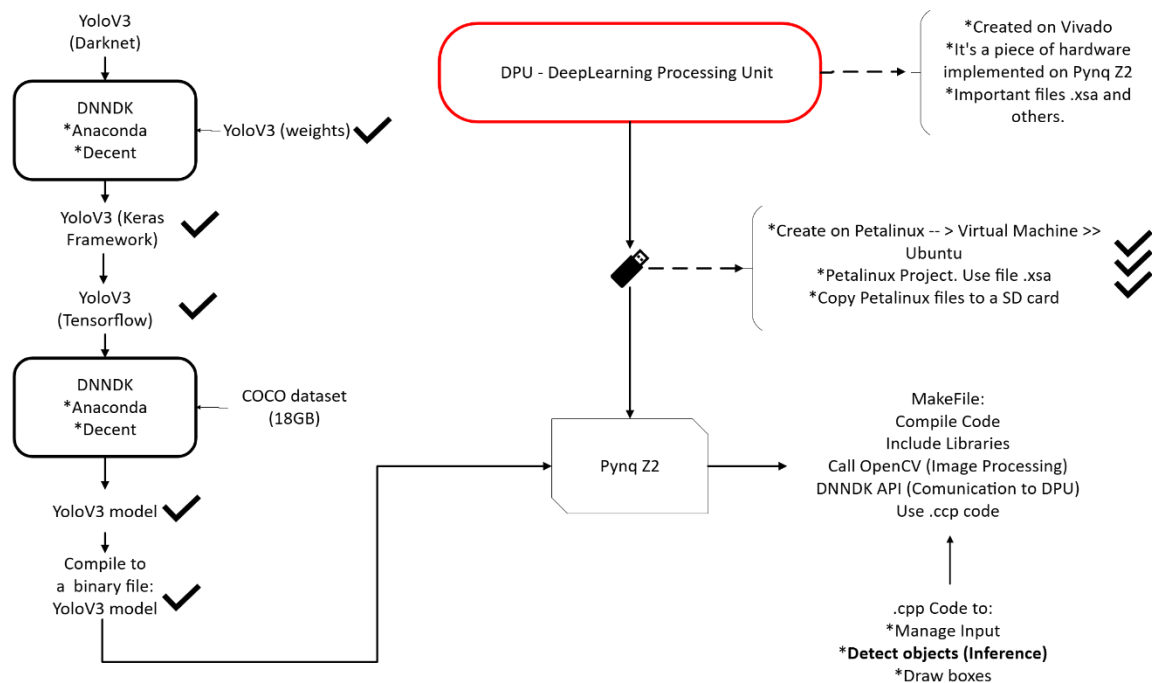 YoloV3
(Darknet)
DNNDK
*Anaconda
*Decent
YoloV3 (weights)
YoloV3 (Keras
Framework)
YoloV3
(Tensorflow)
DNNDK
*Anaconda
*Decent
COCO dataset
(18GB)
YoloV3 model
Compile to
a binary file:
YoloV3 model
DPU - DeepLearning Processing Unit
*Created on Vivado
*It's a piece of hardware
implemented on Pynq Z2
*Important files .xsa and
others.
*Create on Petalinux -- > Virtual Machine >>
Ubuntu
*Petalinux Project. Use file .xsa
*Copy Petalinux files to a SD card
Pynq Z2
MakeFile:
Compile Code
Include Libraries
Call OpenCV (Image Processing)
DNNDK API (Comunication to DPU)
Use .ccp code
.cpp Code to:
*Manage Input
*Detect objects (Inference)
*Draw boxes